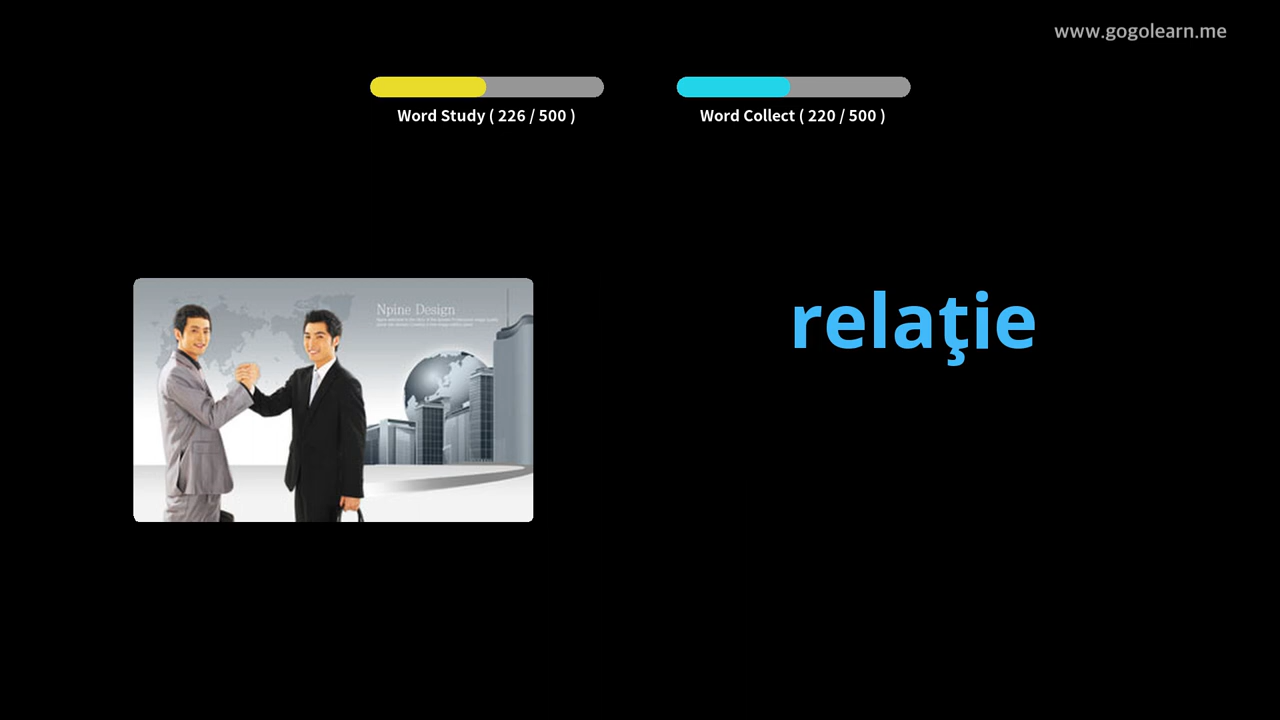 www.gogolearn.me
Word Study ( 226 / 500 )
Word Collect ( 220 / 500 )
Npine Design
relaţie